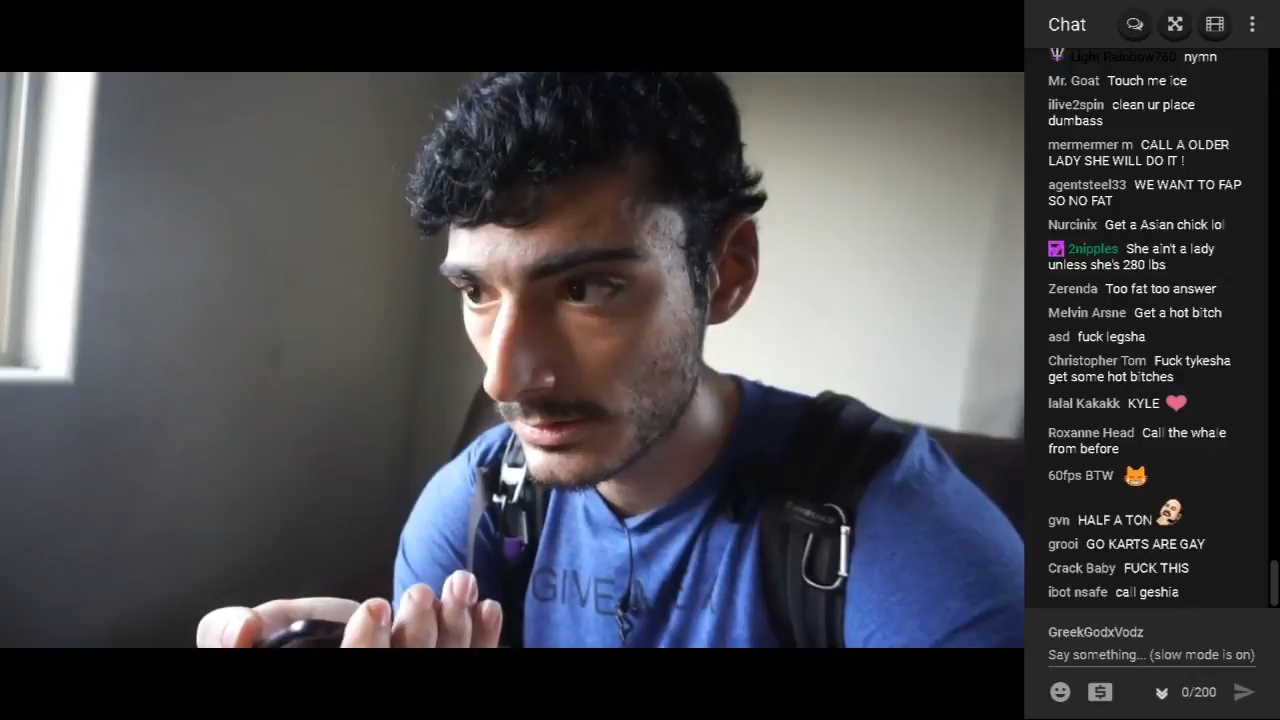 Chat
Light Rainbow760 nymn
Mr. Goat Touch me ice
ilive2spin clean ur place
dumbass
mermermer m CALL A OLDER
LADY SHE WILL DO IT !
agentsteel33 WE WANT TO FAP
SO NO FAT
Nurcinix Get a Asian chick lol
2nipples She ain't a lady
unless she's 280 lbs
Zerenda Too fat too answer
Melvin Arsne Get a hot bitch
asd fuck legsha
Christopher Tom Fuck tykesha
get some hot bitches
lalal Kakakk KYLE
Roxanne Head Call the whale
from before
60fps BTW
gvn HALF A TON
grooi GO KARTS ARE GAY
Crack Baby FUCK THIS
ibot nsafe call geshia
GreekGodxVodz
Say something... (slow mode is on)
0/200
GIVE